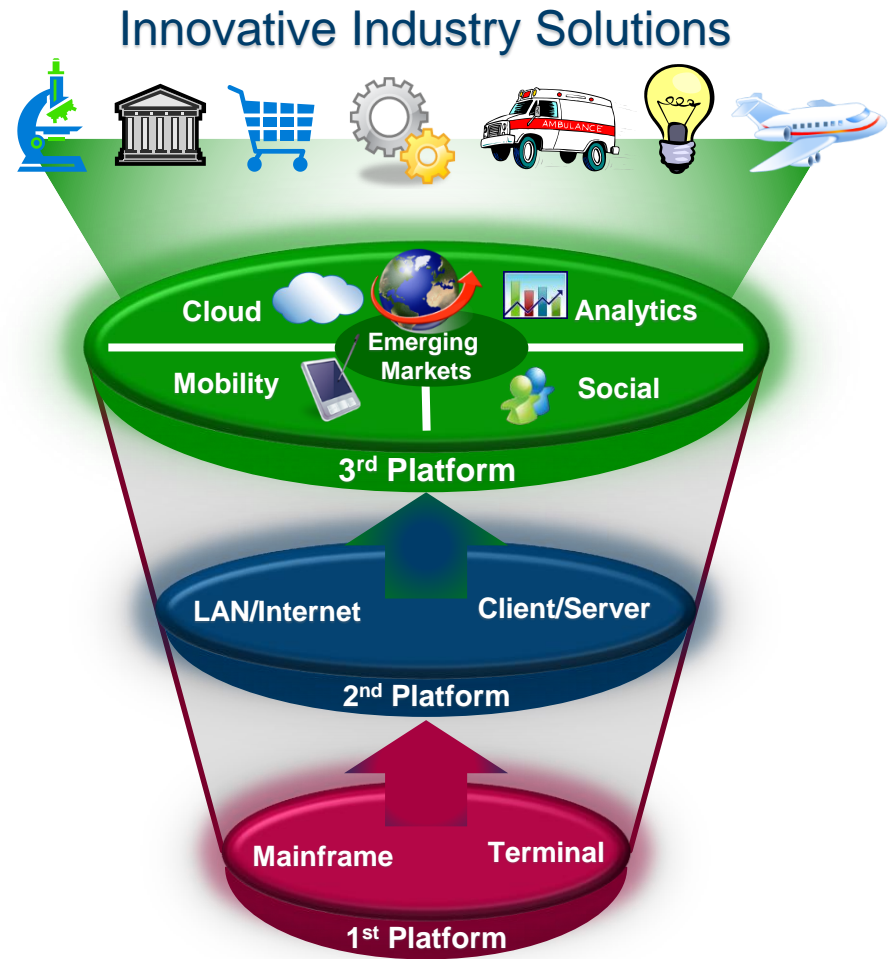 Innovative Industry Solutions
AMBULANCE
Cloud
Analytics
Emerging
Markets
Mobility
Social
3rd Platform
LAN/Internet
Client/Server
2nd Platform
Mainframe
Terminal
1st Platform